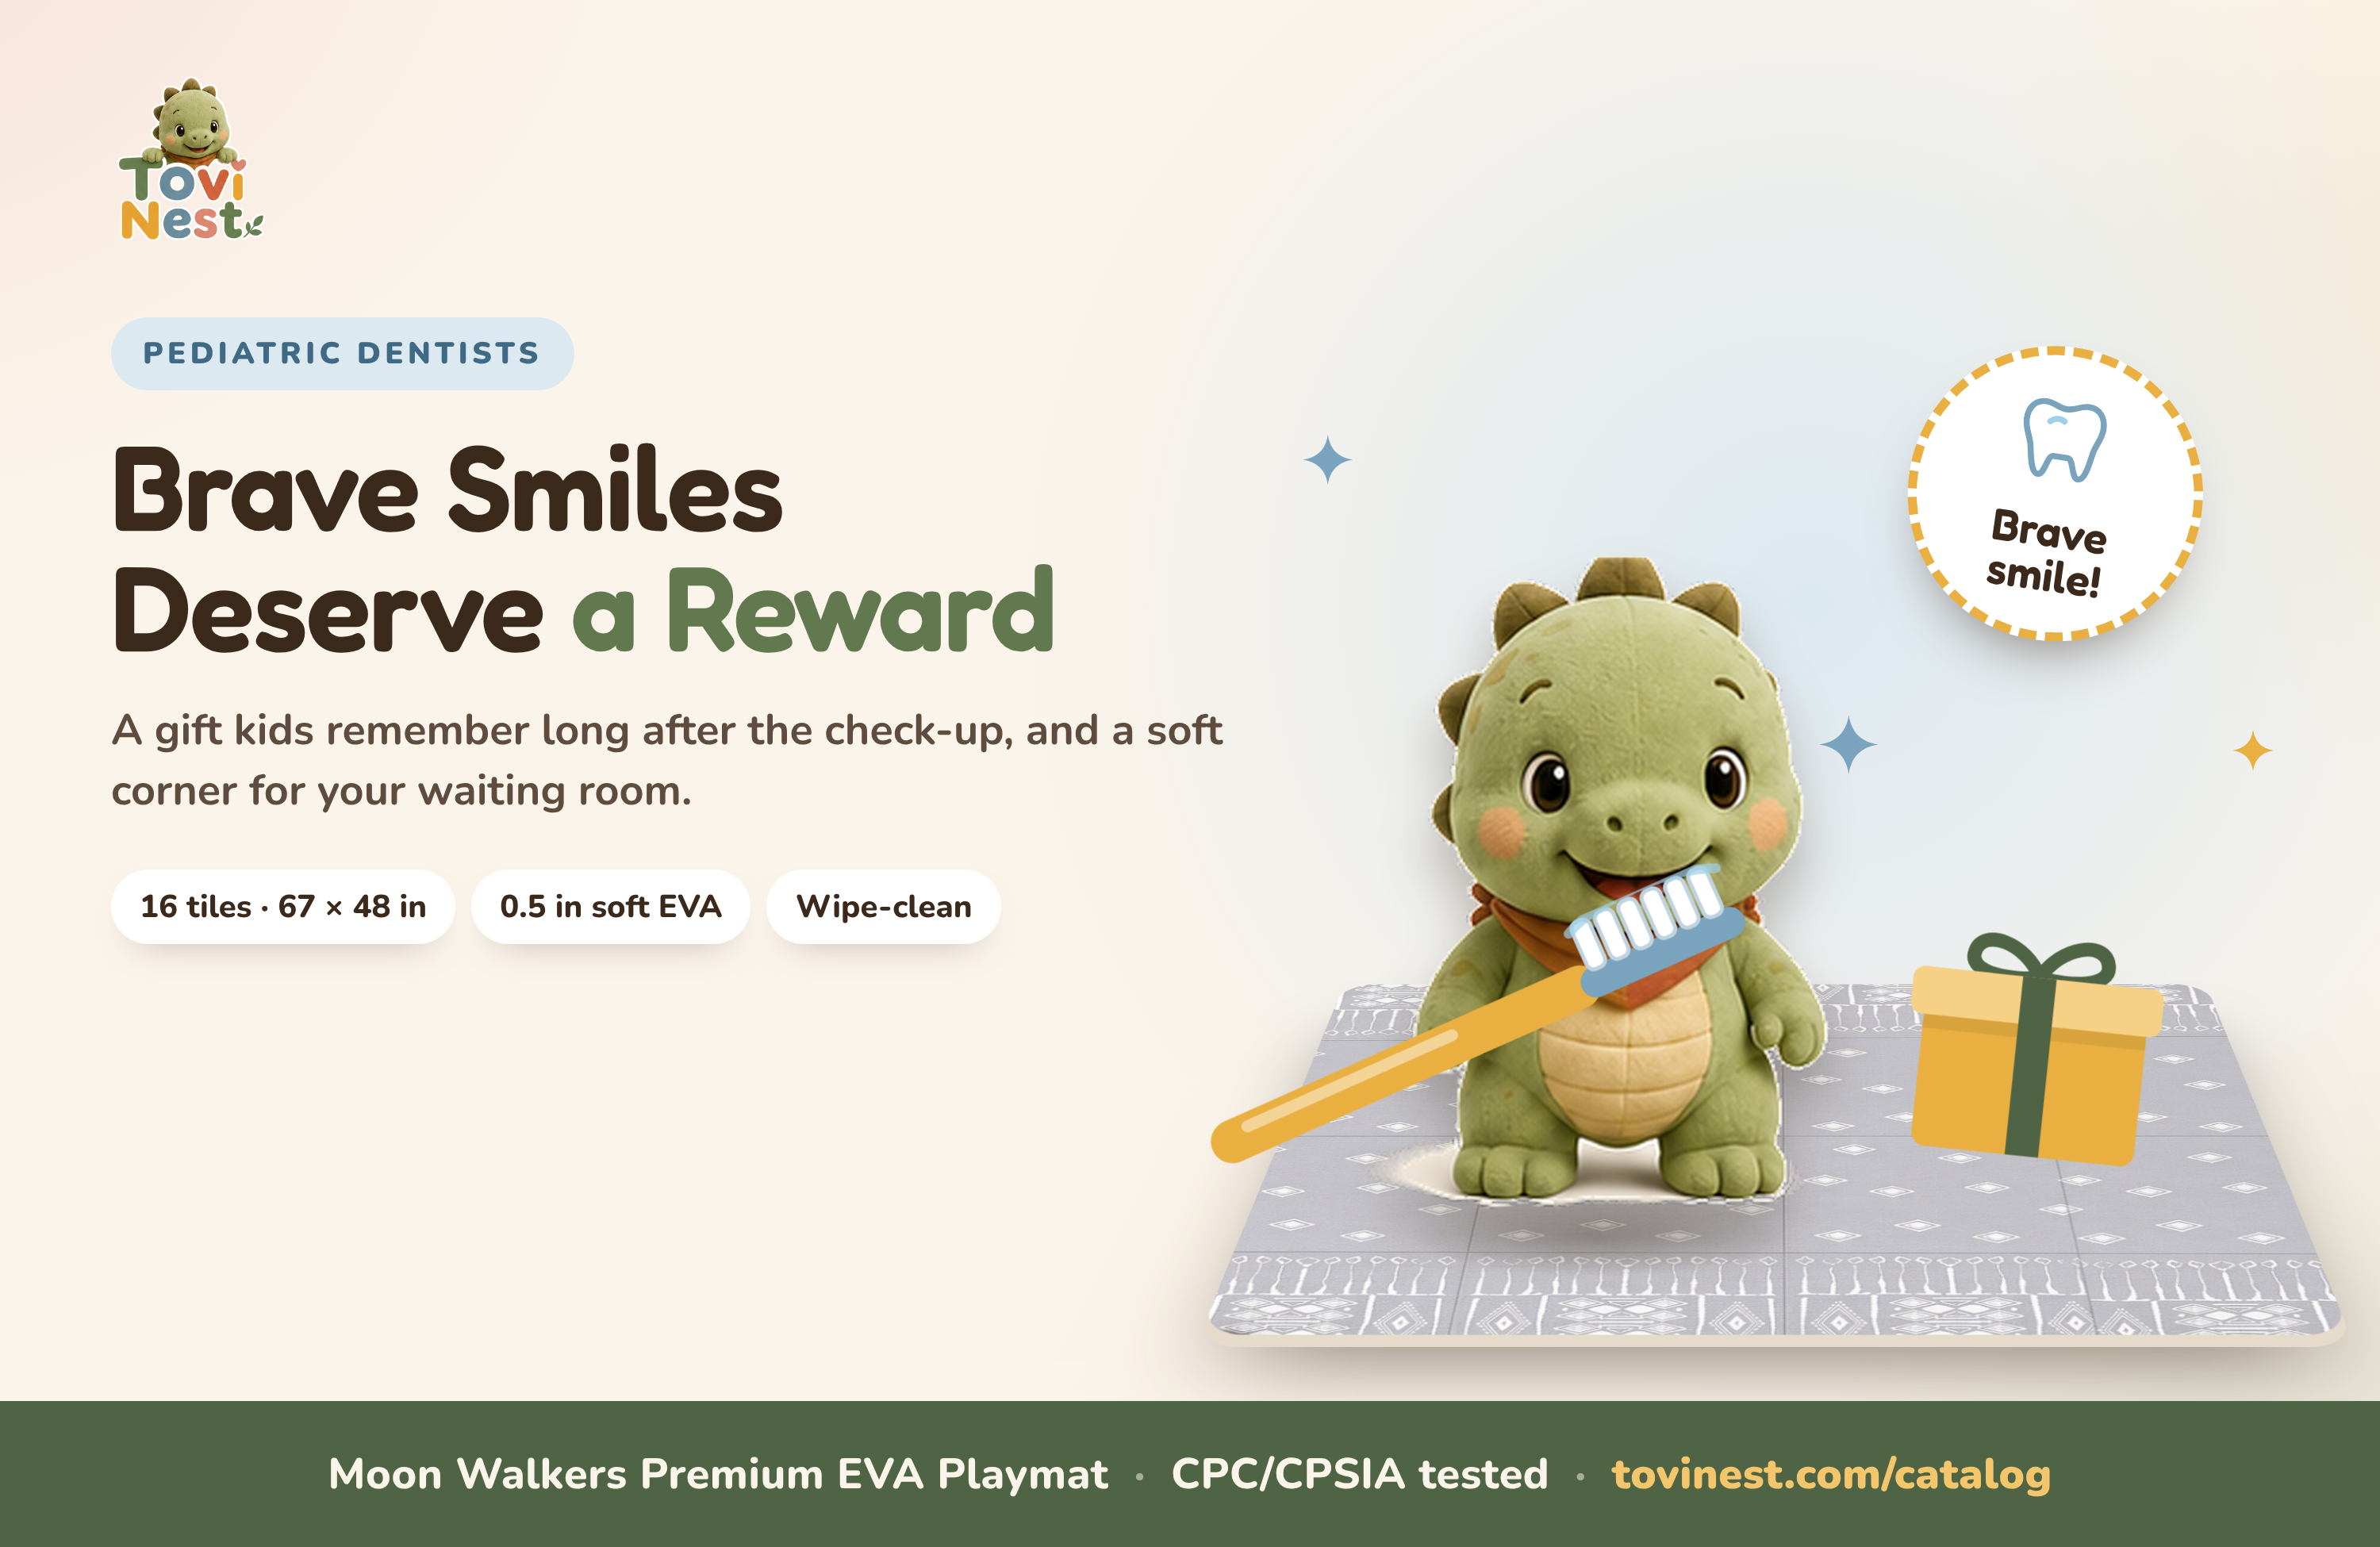 Tovi
Nest
PEDIATRIC DENTISTS
Brave Smiles
Deserve a Reward
A gift kids remember long after the check-up, and a soft
corner for your waiting room.
16 tiles · 67 × 48 in
0.5 in soft EVA
Wipe-clean
Brave
smile!
Moon Walkers Premium EVA Playmat · CPC/CPSIA tested · tovinest.com/catalog